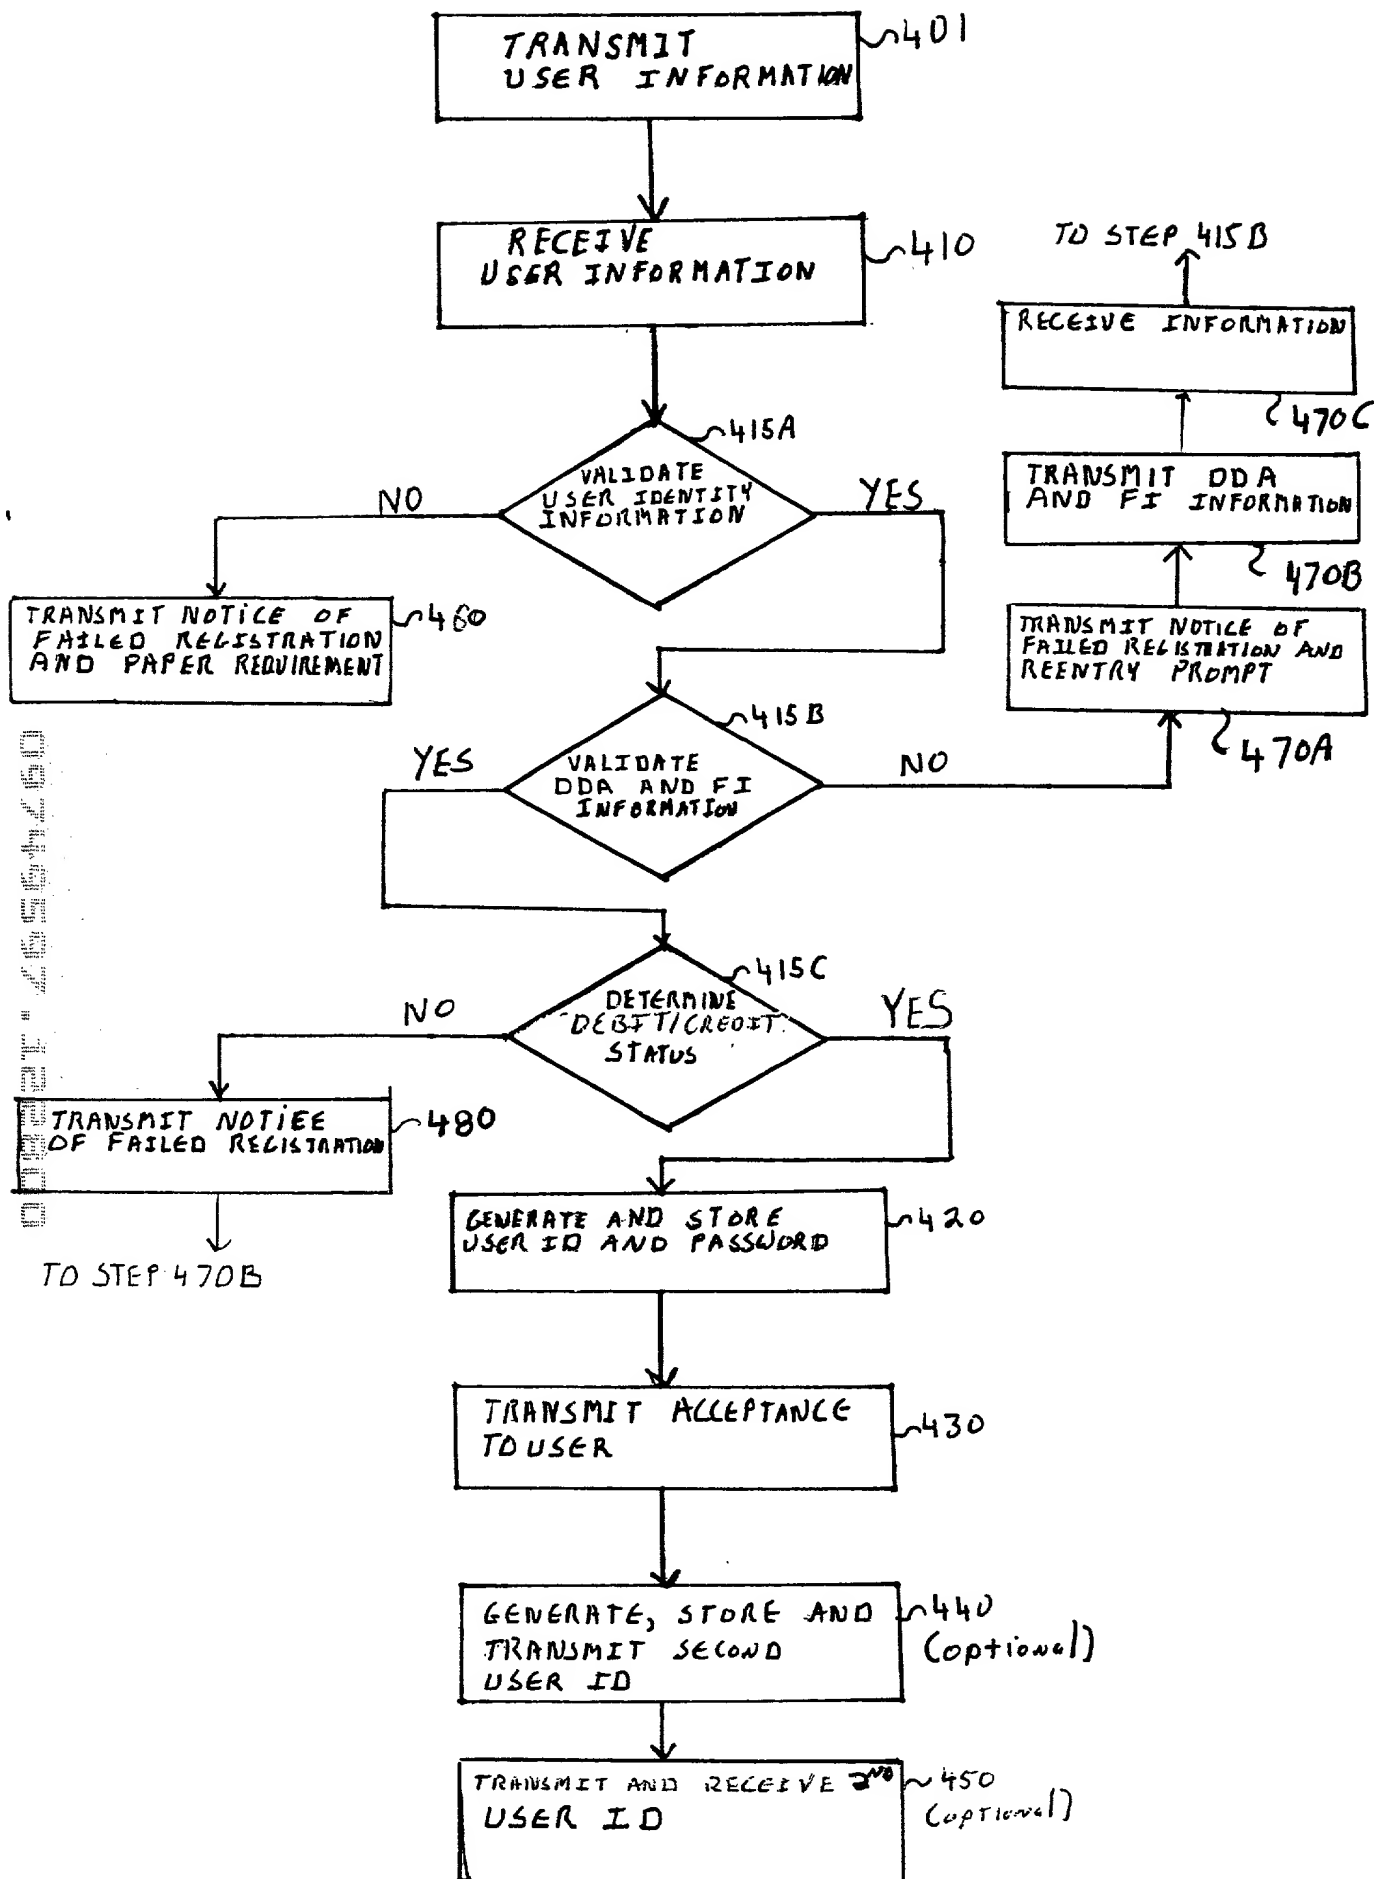 TRANSMIT
USER INFORMATION
401
RECEIVE
USER INFORMATION
410
TO STEP 415B
RECEIVE INFORMATION
470C
TRANSMIT DDA
AND FI INFORMATION
470B
TRANSMIT NOTICE OF
FAILED REGISTRATION AND
REENTRY PROMPT
470A
415A
VALIDATE
USER IDENTITY
INFORMATION
NO
YES
TRANSMIT NOTICE OF
FAILED REGISTRATION
AND PAPER REQUIREMENT
460
415B
VALIDATE
DDA AND FI
INFORMATION
YES
NO
415C
DETERMINE
DEBIT/CREDIT
STATUS
NO
YES
TRANSMIT NOTIEE
OF FAILED REGISTRATION
480
TO STEP 470B
GENERATE AND STORE
USER ID AND PASSWORD
420
TRANSMIT ACCEPTANCE
TO USER
430
GENERATE, STORE AND
TRANSMIT SECOND
USER ID
440
(optional)
TRANSMIT AND RECEIVE 2ND
USER ID
450
(optional)